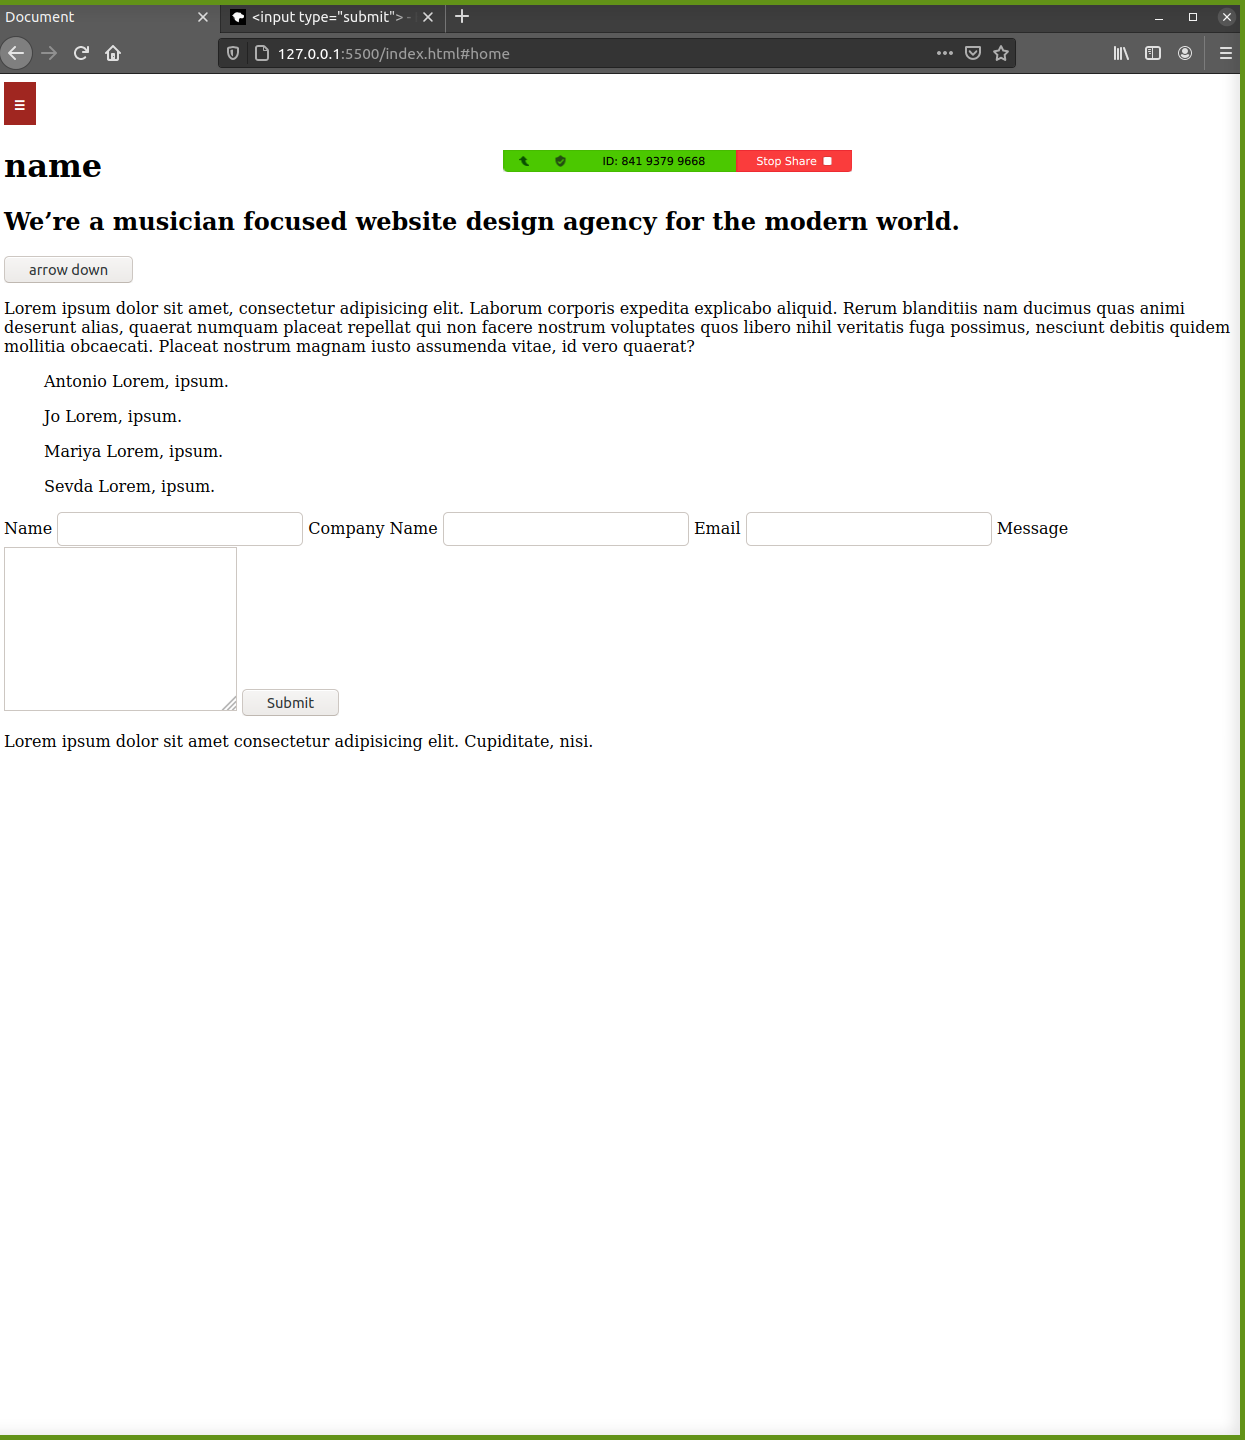 Document
<input type="submit"> -
127.0.0.1:5500/index.html#home
name
ID: 841 9379 9668
Stop Share
We’re a musician focused website design agency for the modern world.
arrow down
Lorem ipsum dolor sit amet, consectetur adipisicing elit. Laborum corporis expedita explicabo aliquid. Rerum blanditiis nam ducimus quas animi
deserunt alias, quaerat numquam placeat repellat qui non facere nostrum voluptates quos libero nihil veritatis fuga possimus, nesciunt debitis quidem
mollitia obcaecati. Placeat nostrum magnam iusto assumenda vitae, id vero quaerat?
Antonio Lorem, ipsum.
Jo Lorem, ipsum.
Mariya Lorem, ipsum.
Sevda Lorem, ipsum.
Name Company Name Email Message
Submit
Lorem ipsum dolor sit amet consectetur adipisicing elit. Cupiditate, nisi.